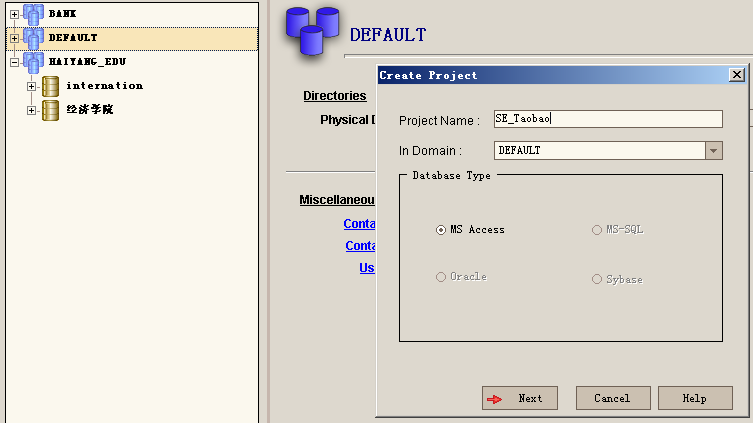 BANK
DEFAULT
HAIYANG_EDU
internation
经济学院
DEFAULT
Directories
Physical D
Miscellaneou
Conta
Conta
Us
Create Project
Project Name :
SE_Taobao
In Domain :
DEFAULT
Database Type
MS Access
MS-SQL
Oracle
Sybase
Next
Cancel
Help